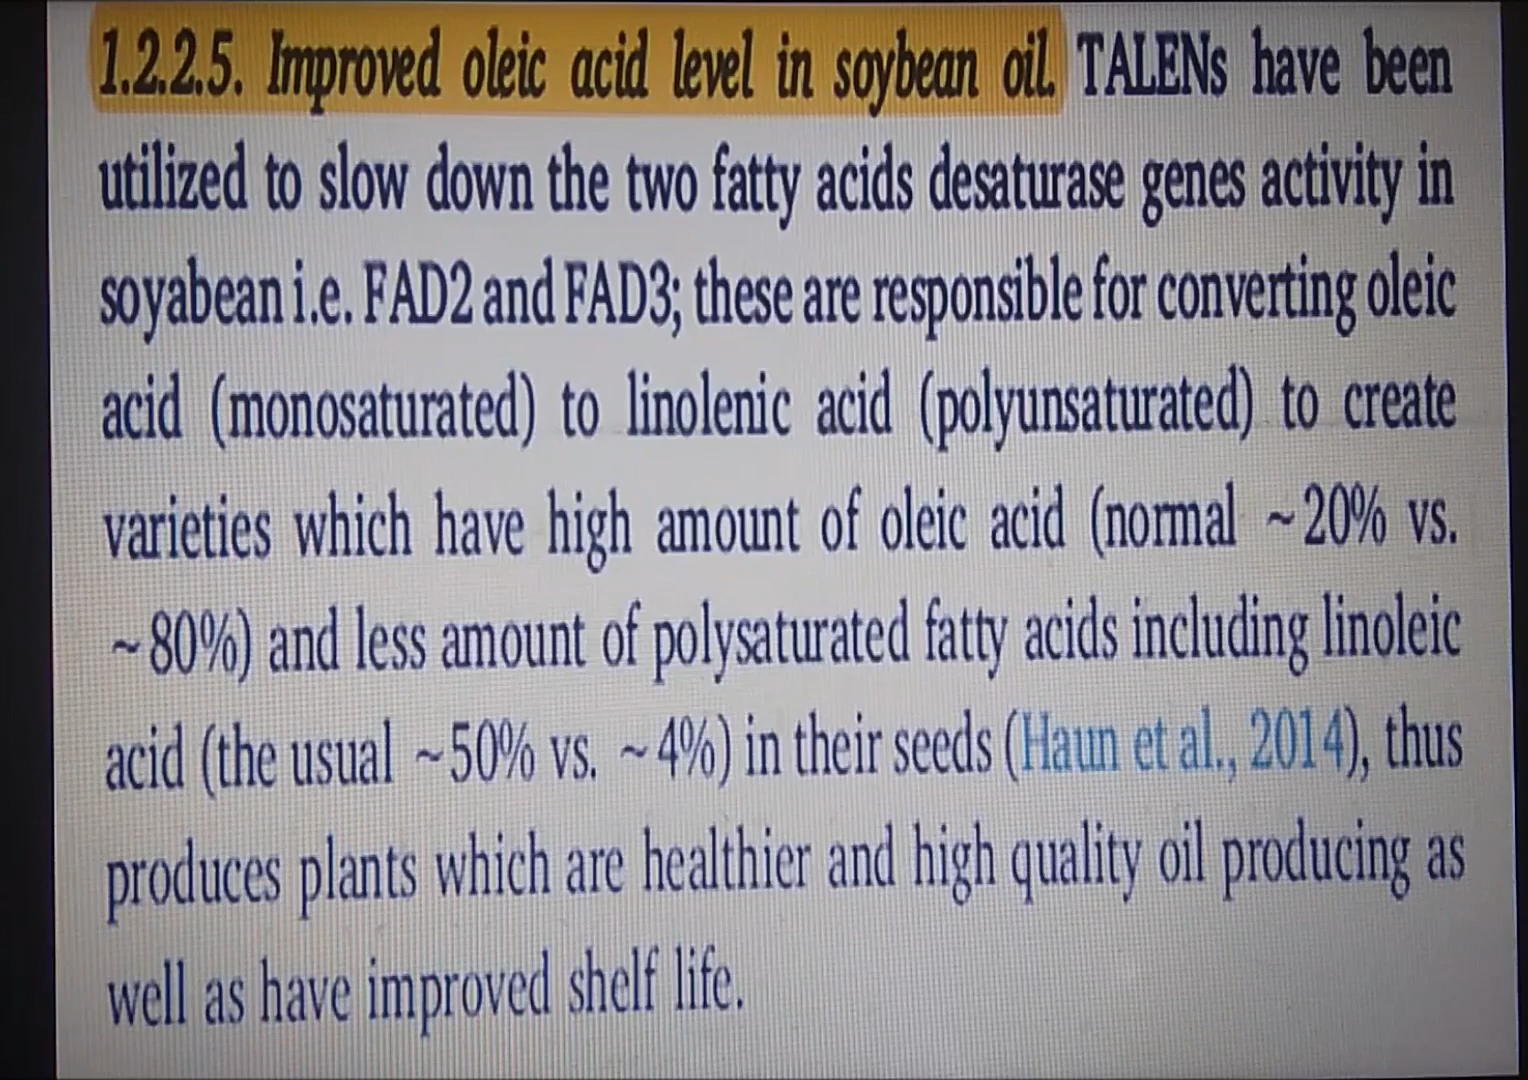 1.2.2.5. Improved oleic acid level in soybean oil. TALENs have been
utilized to slow down the two fatty acids desaturase genes activity in
soyabean i.e. FAD2 and FAD3; these are responsible for converting oleic
acid (monosaturated) to linolenic acid (polyunsaturated) to create
varieties which have high amount of oleic acid (normal ~20% vs.
~80%) and less amount of polysaturated fatty acids including linoleic
acid (the usual ~50% vs. ~4%) in their seeds (Haun et al., 2014), thus
produces plants which are healthier and high quality oil producing as
well as have improved shelf life.